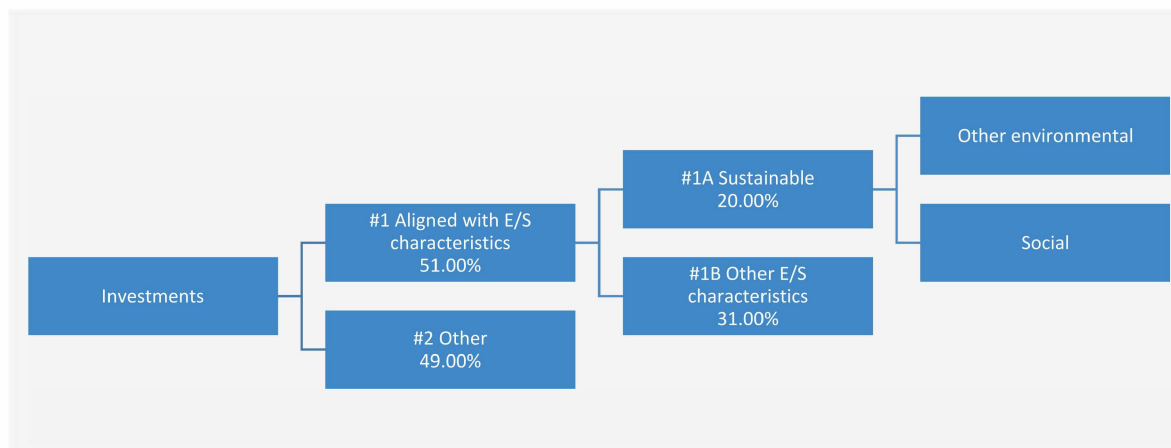 Investments
#1 Aligned with E/S
characteristics
51.00%
#2 Other
49.00%
#1A Sustainable
20.00%
#1B Other E/S
characteristics
31.00%
Other environmental
Social